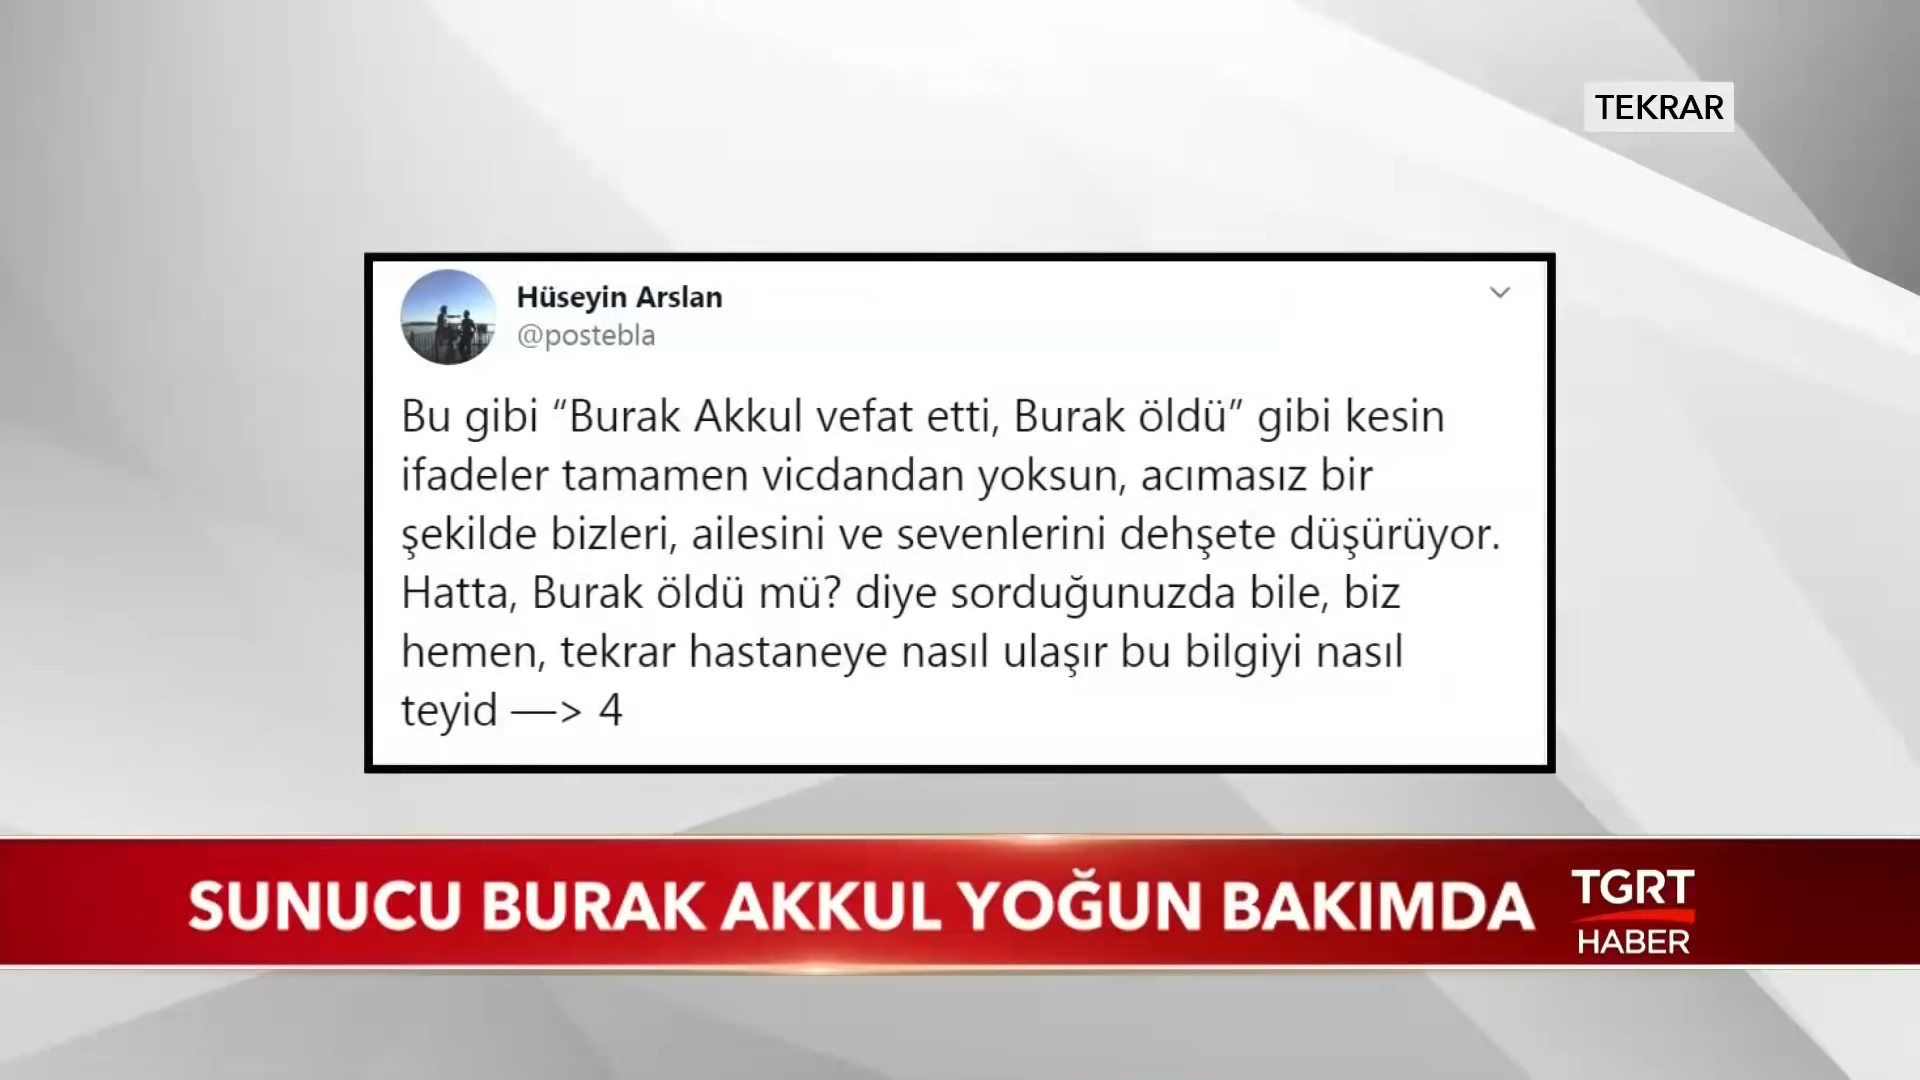 TEKRAR
Hüseyin Arslan
@postebla
Bu gibi “Burak Akkul vefat etti, Burak öldü” gibi kesin
ifadeler tamamen vicdandan yoksun, acımasız bir
şekilde bizleri, ailesini ve sevenlerini dehşete düşürüyor.
Hatta, Burak öldü mü? diye sorduğunuzda bile, biz
hemen, tekrar hastaneye nasıl ulaşır bu bilgiyi nasıl
teyid —> 4
SUNUCU BURAK AKKUL YOĞUN BAKIMDA
TGRT
HABER